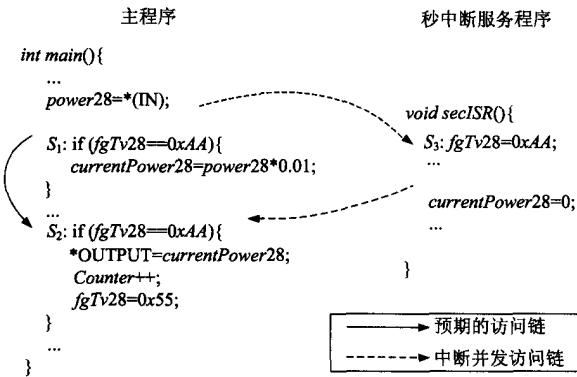 主程序
int main(){
...
power28=*(IN);
S1: if (fgTv28==0xAA){
currentPower28=power28*0.01;
}
...
S2: if (fgTv28==0xAA){
*OUTPUT=currentPower28;
Counter++;
fgTv28=0x55;
}
...
}
秒中断服务程序
void secISR(){
S3: fgTv28=0xAA;
...
currentPower28=0;
...
}
预期的访问链
中断并发访问链